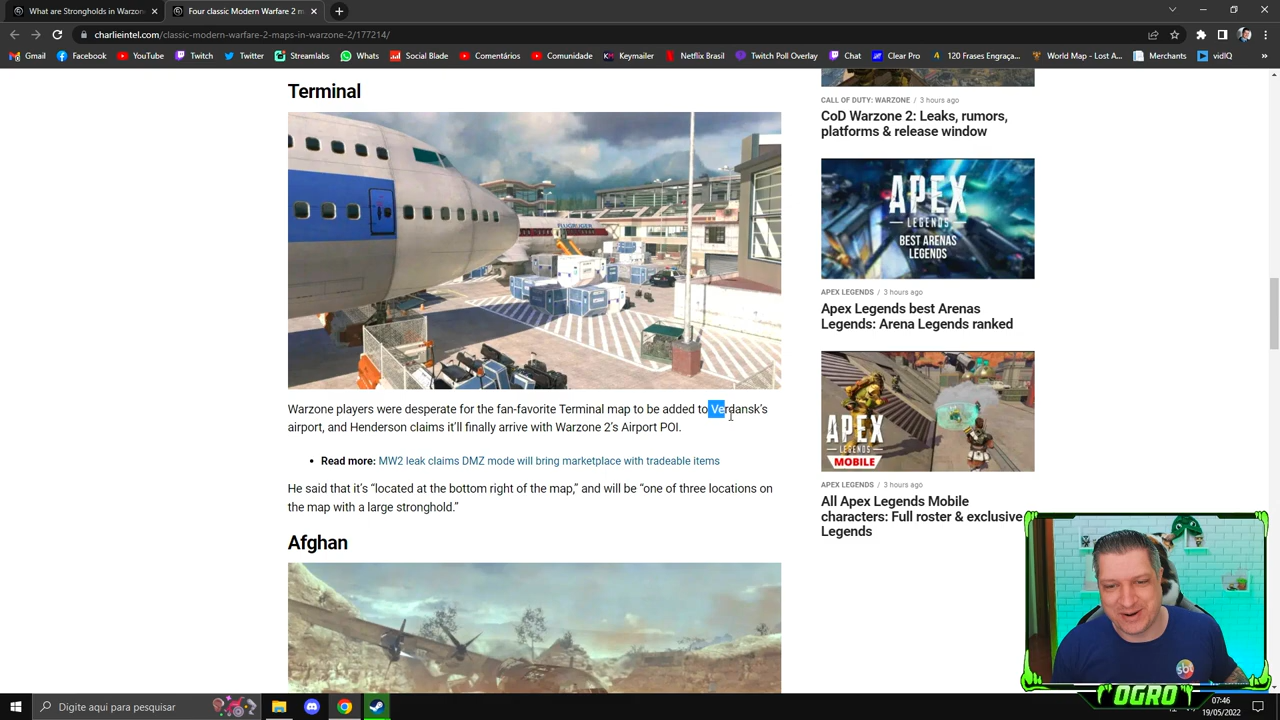 What are Strongholds in Warzone
Four "Classic" Modern Warfare
charlieintel.com/classic-modern-warfare-2-maps-in-warzone-2/177214/
Gmail
Facebook
YouTube
Twitch
Streamlabs
Whats
Social Blade
Comentários
Comunidade
Keymailer
Netflix Brasil
Twitch Poll Overlay
Chat
Clear Pro
120 Frases Engraça...
World Map - Lost A...
Merchants
vidIQ
Terminal
Warzone players were desperate for the fan-favorite Terminal map to be added to Verdansk's
airport, and Henderson claims it'll finally arrive with Warzone 2's Airport POI.
Read more: MW2 leak claims DMZ mode will bring marketplace with tradeable items
He said that it's "located at the bottom right of the map," and will be "one of three locations on
the map with a large stronghold."
Afghan
CALL OF DUTY: WARZONE / 3 hours ago
CoD Warzone 2: Leaks, rumors,
platforms & release window
APEX
LEGENDS
BEST ARENAS
LEGENDS
APEX LEGENDS / 3 hours ago
Apex Legends best Arenas
Legends: Arena Legends ranked
APEX
LEGENDS
MOBILE
APEX LEGENDS / 3 hours ago
All Apex Legends Mobile
characters: Full roster & exclusive
Legends
OGRO
Digite aqui para pesquisar
07:46
19/05/2022